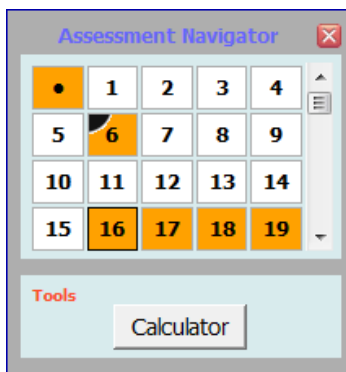 Assessment Navigator
• 1 2 3 4
5 6 7 8 9
10 11 12 13 14
15 16 17 18 19
Tools
Calculator